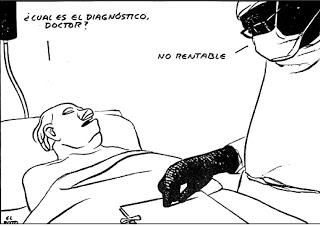 ¿CUAL ES EL DIAGNÓSTICO,
DOCTOR?
NO RENTABLE
EL
ROTO